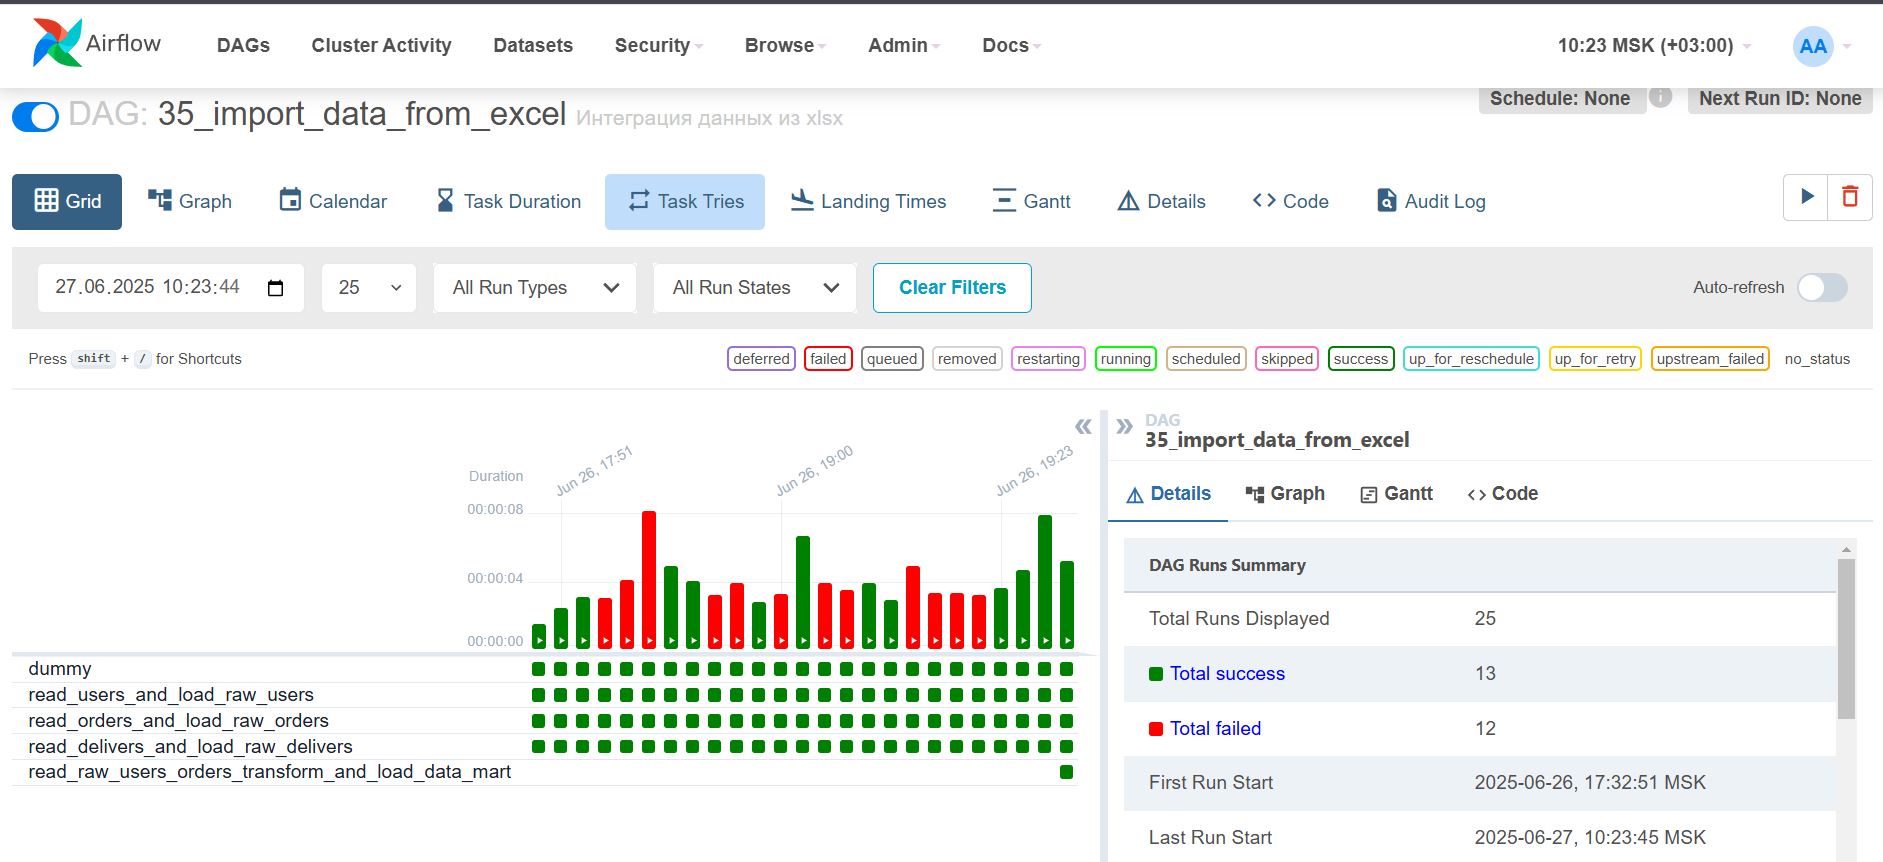 Airflow DAGs Cluster Activity Datasets Security Browse Admin Docs 10:23 MSK (+03:00) AA
DAG: 35_import_data_from_excel Интеграция данных из xlsx Schedule: None Next Run ID: None
Grid Graph Calendar Task Duration Task Tries Landing Times Gantt Details Code Audit Log
27.06.2025 10:23:44 25 All Run Types All Run States Clear Filters Auto-refresh
Press shift + / for Shortcuts deferred failed queued removed restarting running scheduled skipped success up_for_reschedule up_for_retry upstream_failed no_status
Jun 26, 17:51 Jun 26, 19:00 Jun 26, 19:23
Duration
00:00:08
00:00:04
00:00:00
dummy
read_users_and_load_raw_users
read_orders_and_load_raw_orders
read_delivers_and_load_raw_delivers
read_raw_users_orders_transform_and_load_data_mart
DAG
35_import_data_from_excel
Details Graph Gantt Code
DAG Runs Summary
Total Runs Displayed 25
Total success 13
Total failed 12
First Run Start 2025-06-26, 17:32:51 MSK
Last Run Start 2025-06-27, 10:23:45 MSK